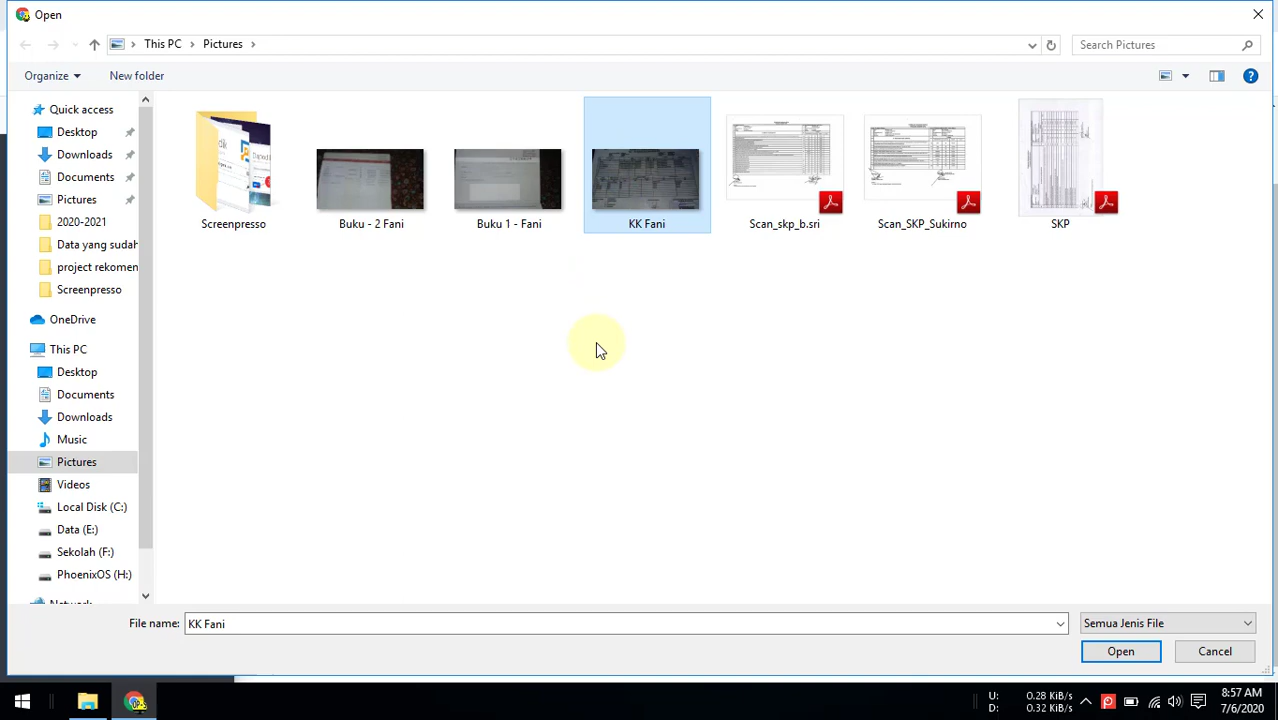 Open
This PC
Pictures
Search Pictures
Organize
New folder
Quick access
Desktop
Downloads
Documents
Pictures
2020-2021
Data yang sudah
project rekomen
Screenpresso
OneDrive
This PC
Desktop
Documents
Downloads
Music
Pictures
Videos
Local Disk (C:)
Data (E:)
Sekolah (F:)
PhoenixOS (H:)
Network
Screenpresso
Buku - 2 Fani
Buku 1 - Fani
KK Fani
Scan_skp_b.sri
Scan_SKP_Sukirno
SKP
File name:
KK Fani
Semua Jenis File
Open
Cancel
U: 0.28 KiB/s
D: 0.32 KiB/s
8:57 AM
7/6/2020